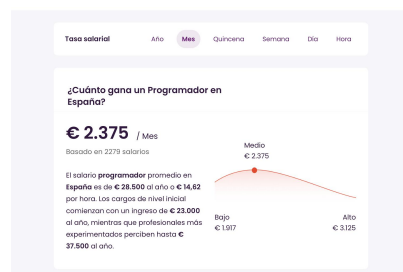 Tasa salarial Año Mes Quincena Semana Día Hora
¿Cuánto gana un Programador en
España?
€ 2.375 / Mes
Basado en 2279 salarios
Medio
€ 2.375
El salario programador promedio en
España es de € 28.500 al año o € 14,62
por hora. Los cargos de nivel inicial
comienzan con un ingreso de € 23.000
al año, mientras que profesionales más
experimentados perciben hasta €
37.500 al año.
Bajo
€ 1.917
Alto
€ 3.125